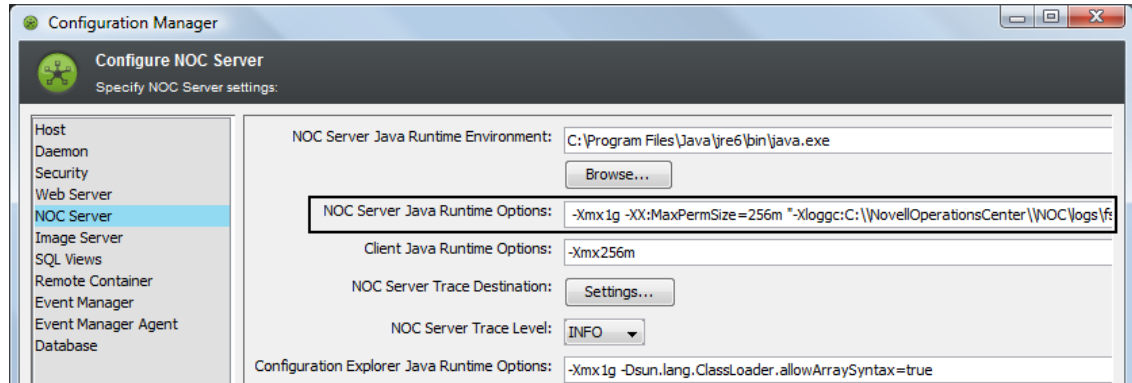 Configuration Manager
Configure NOC Server
Specify NOC Server settings:
Host
Daemon
Security
Web Server
NOC Server
Image Server
SQL Views
Remote Container
Event Manager
Event Manager Agent
Database
NOC Server Java Runtime Environment: C:\Program Files\Java\jre6\bin\java.exe
Browse...
NOC Server Java Runtime Options: -Xmx1g -XX:MaxPermSize=256m "-Xloggc:C:\\NovellOperationsCenter\\NOC\logs\fs
Client Java Runtime Options: -Xmx256m
NOC Server Trace Destination: Settings...
NOC Server Trace Level: INFO
Configuration Explorer Java Runtime Options: -Xmx1g -Dsun.lang.ClassLoader.allowArraySyntax=true